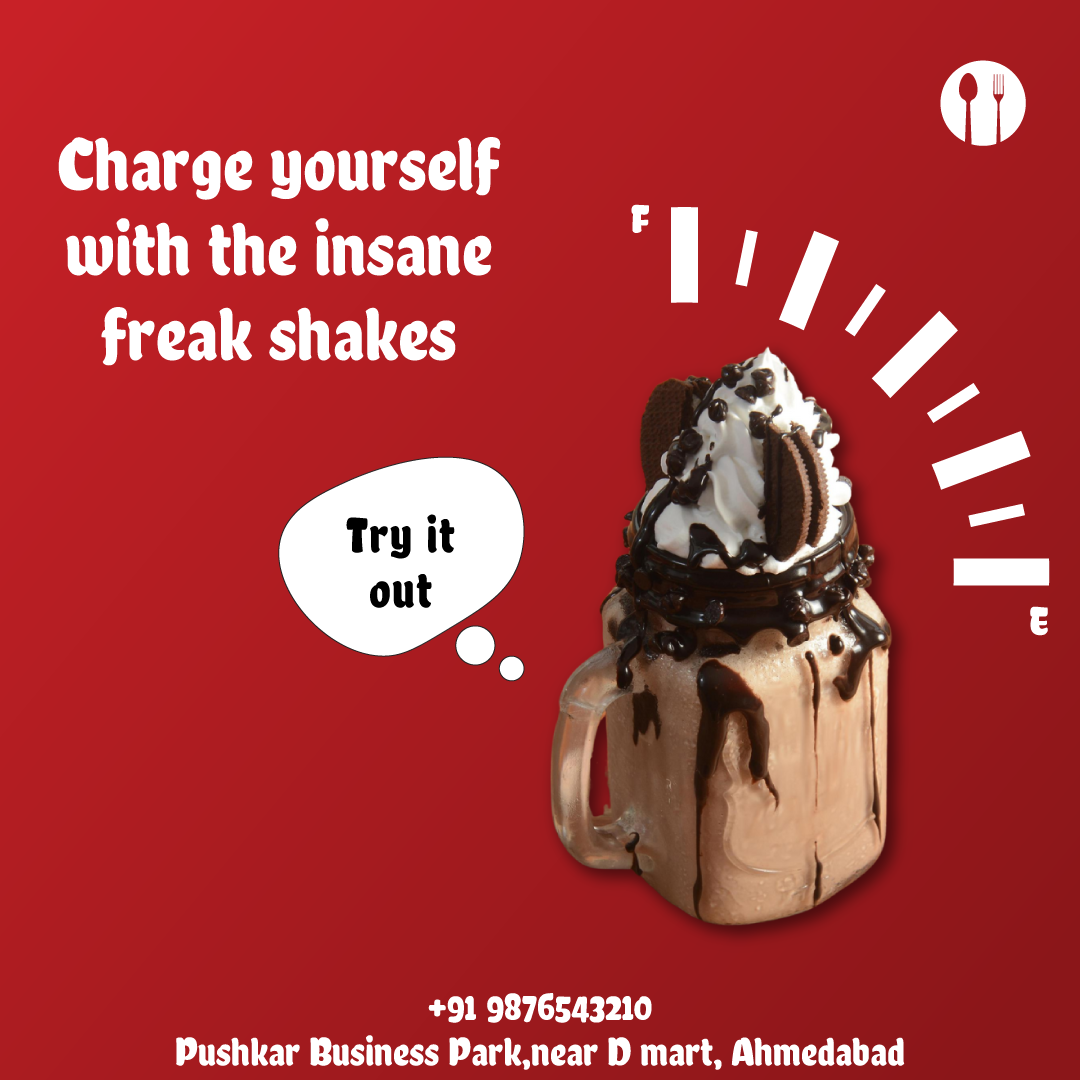 Charge yourself
with the insane
freak shakes
F
Try it
out
E
+91 9876543210
Pushkar Business Park,near D mart, Ahmedabad